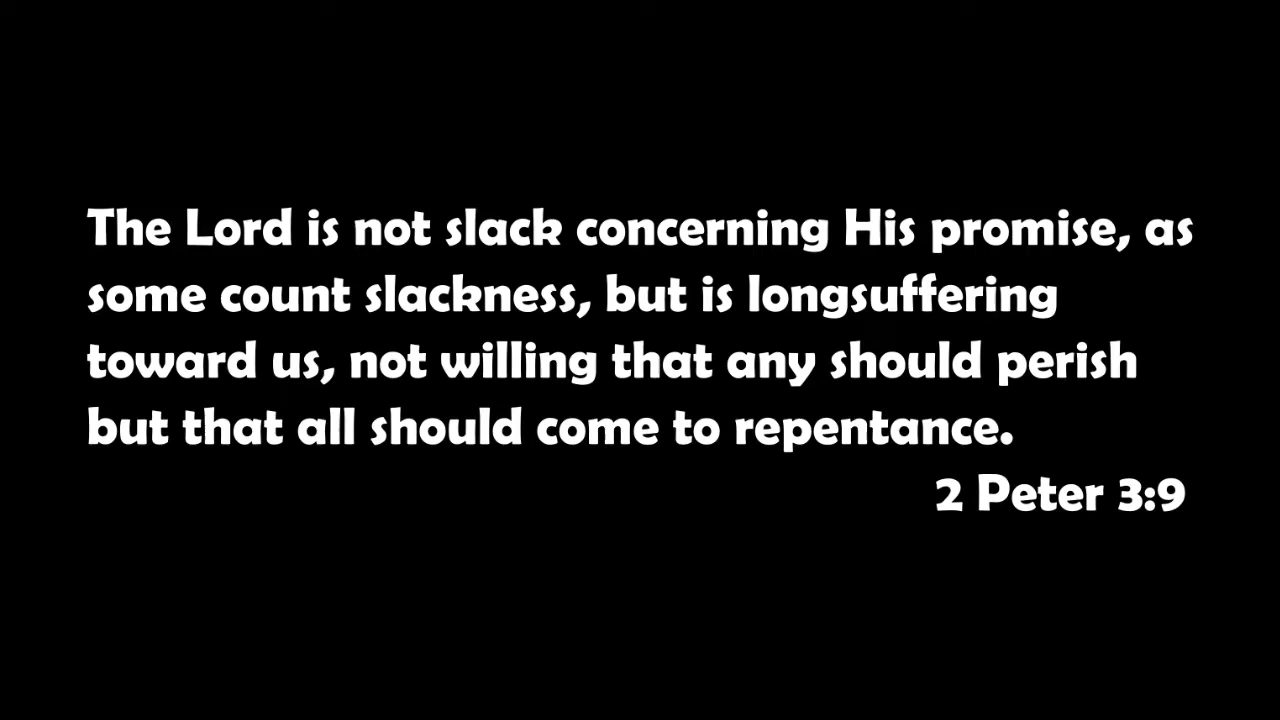 The Lord is not slack concerning His promise, as
some count slackness, but is longsuffering
toward us, not willing that any should perish
but that all should come to repentance.
2 Peter 3:9